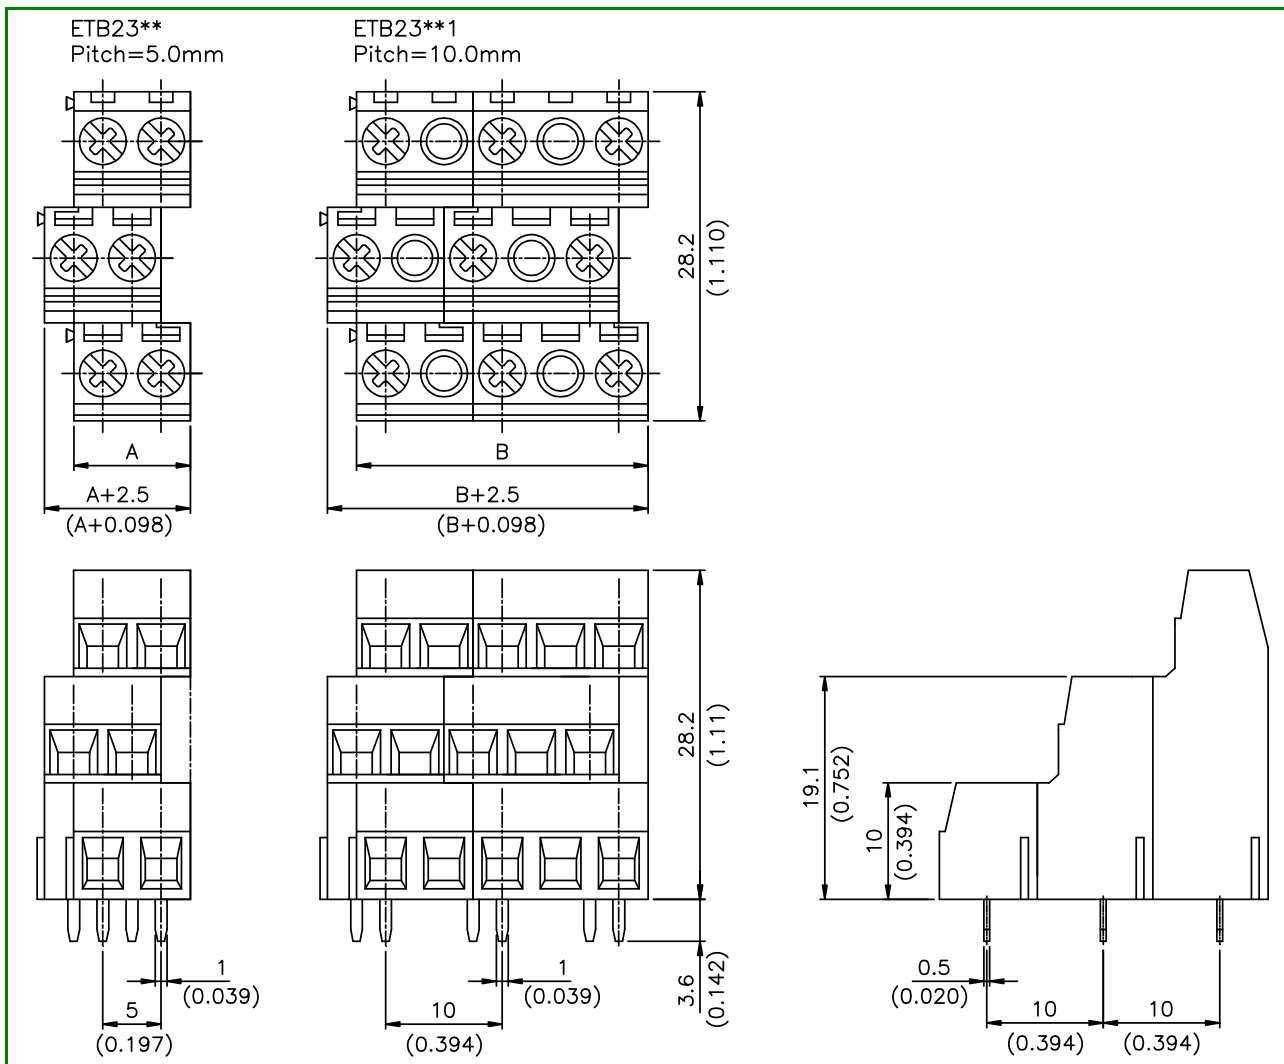 ETB23**
Pitch=5.0mm
ETB23**1
Pitch=10.0mm
28.2
(1.110)
A
B
A+2.5
(A+0.098)
B+2.5
(B+0.098)
28.2
(1.11)
19.1
(0.752)
10
(0.394)
1
(0.039)
5
(0.197)
1
(0.039)
10
(0.394)
3.6
(0.142)
0.5
(0.020)
10
(0.394)
10
(0.394)